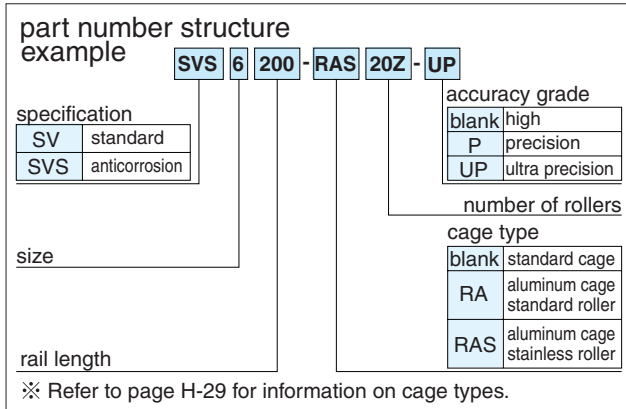 part number structure
example
SVS 6 200 - RAS 20Z - UP
specification
SV standard
SVS anticorrosion
size
rail length
accuracy grade
blank high
P precision
UP ultra precision
number of rollers
cage type
blank standard cage
RA aluminum cage
standard roller
RAS aluminum cage
stainless roller
※ Refer to page H-29 for information on cage types.